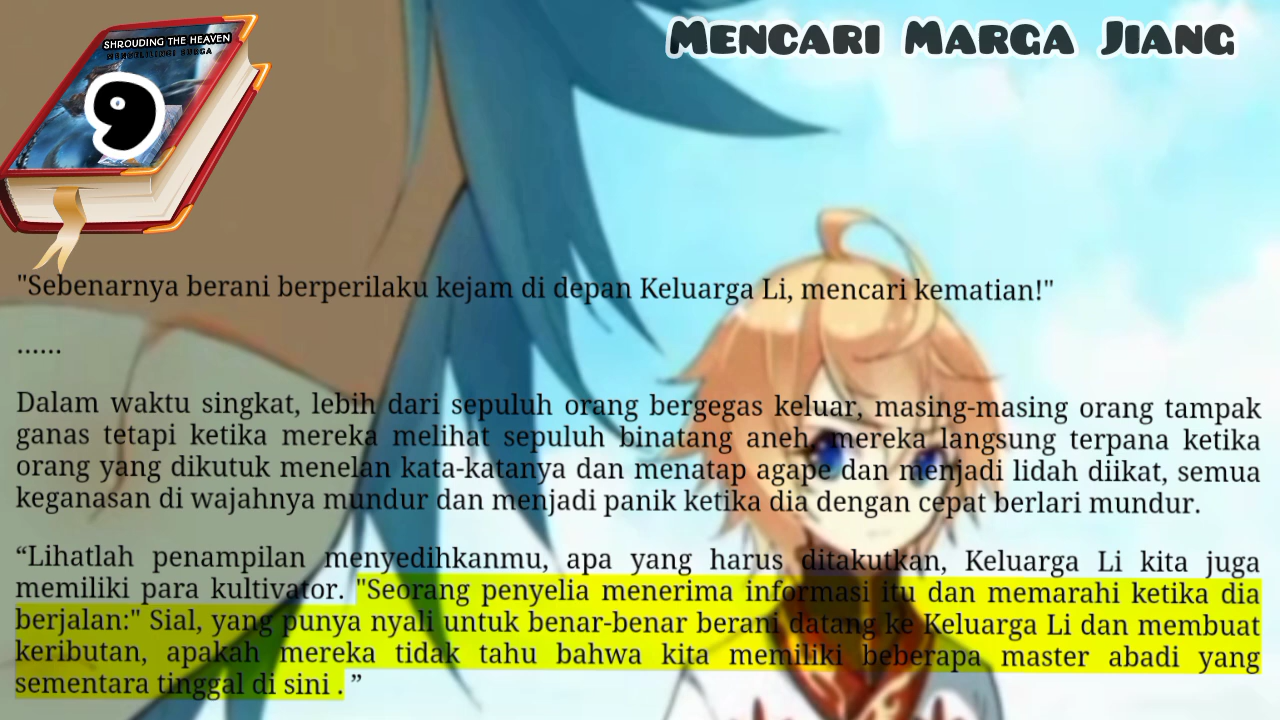 SHROUDING THE HEAVEN
9
Mencari Marga Jiang
"Sebenarnya berani berperilaku kejam di depan Keluarga Li, mencari kematian!"
......
Dalam waktu singkat, lebih dari sepuluh orang bergegas keluar, masing-masing orang tampak
ganas tetapi ketika mereka melihat sepuluh binatang aneh, mereka langsung terpana ketika
orang yang dikutuk menelan kata-katanya dan menatap agape dan menjadi lidah diikat, semua
keganasan di wajahnya mundur dan menjadi panik ketika dia dengan cepat berlari mundur.
“Lihatlah penampilan menyedihkanmu, apa yang harus ditakutkan, Keluarga Li kita juga
memiliki para kultivator. "Seorang penyelia menerima informasi itu dan memarahi ketika dia
berjalan:" Sial, yang punya nyali untuk benar-benar berani datang ke Keluarga Li dan membuat
keributan, apakah mereka tidak tahu bahwa kita memiliki beberapa master abadi yang
sementara tinggal di sini . ”